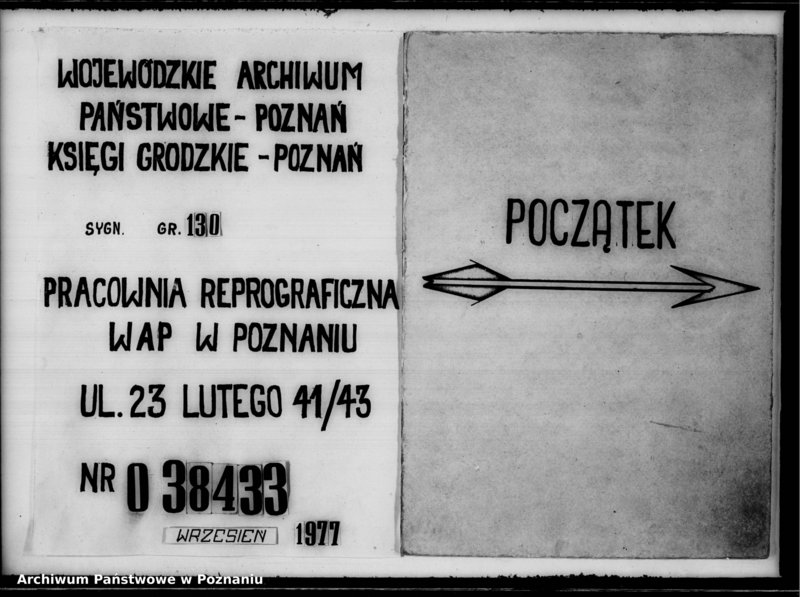 WOJEWÓDZKIE ARCHIWUM
PAŃSTWOWE - POZNAŃ
KSIĘGI GRODZKIE - POZNAŃ
SYGN. GR. 130
PRACOWNIA REPROGRAFICZNA
WAP W POZNANIU
UL. 23 LUTEGO 41/43
NR 0 38433
WRZESIEŃ 1977
POCZĄTEK
Archiwum Państwowe w Poznaniu